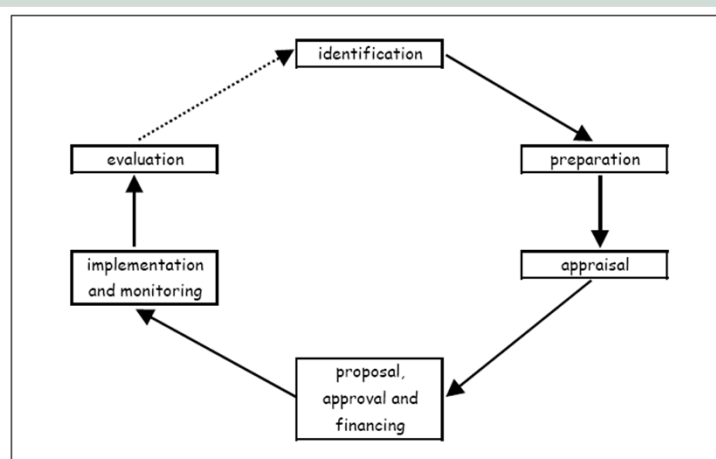 identification
preparation
appraisal
proposal,
approval and
financing
implementation
and monitoring
evaluation